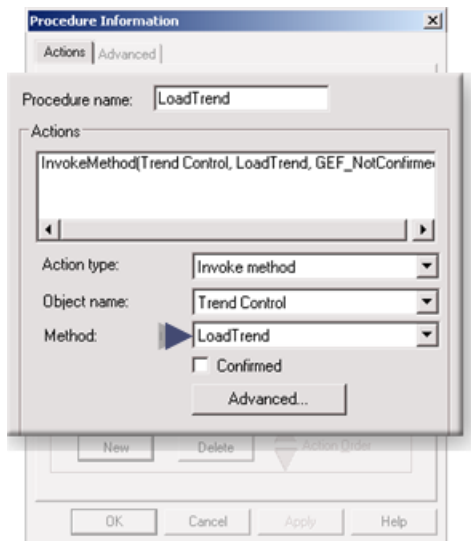 Procedure Information
Actions Advanced
Procedure name: LoadTrend
Actions
InvokeMethod(Trend Control, LoadTrend, GEF_NotConfirme
Action type: Invoke method
Object name: Trend Control
Method: LoadTrend
Confirmed
Advanced...
New Delete Action Order
OK Cancel Apply Help